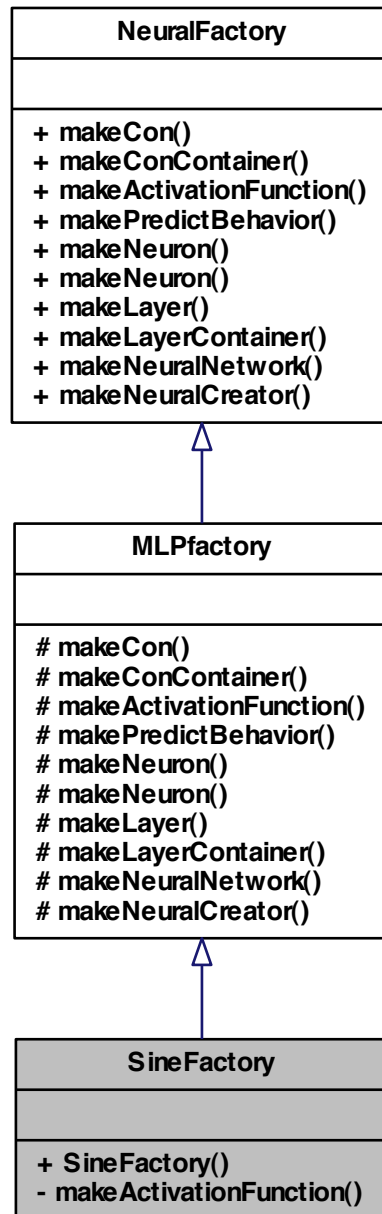 NeuralFactory
+ makeCon()
+ makeConContainer()
+ makeActivationFunction()
+ makePredictBehavior()
+ makeNeuron()
+ makeNeuron()
+ makeLayer()
+ makeLayerContainer()
+ makeNeuralNetwork()
+ makeNeuralCreator()
MLPfactory
# makeCon()
# makeConContainer()
# makeActivationFunction()
# makePredictBehavior()
# makeNeuron()
# makeNeuron()
# makeLayer()
# makeLayerContainer()
# makeNeuralNetwork()
# makeNeuralCreator()
SineFactory
+ SineFactory()
- makeActivationFunction()